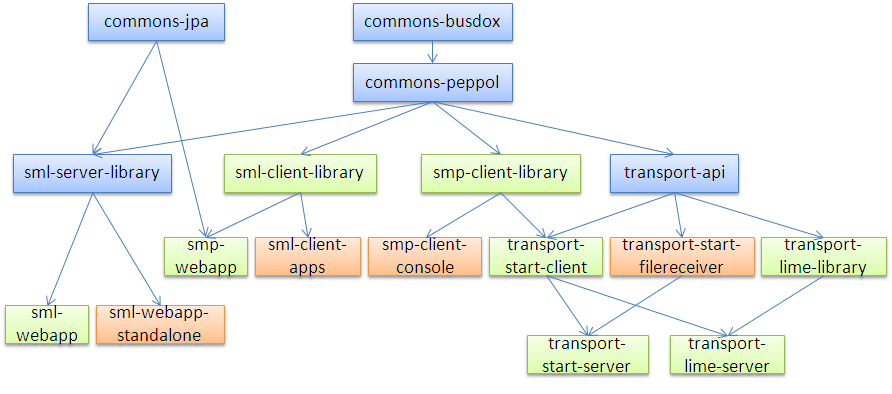 commons-jpa
commons-busdox
commons-peppol
sml-server-library
sml-client-library
smp-client-library
transport-api
smp-
webapp
sml-client-
apps
smp-client-
console
transport-
start-client
transport-start-
filereceiver
transport-
lime-library
sml-
webapp
sml-webapp-
standalone
transport-
start-server
transport-
lime-server